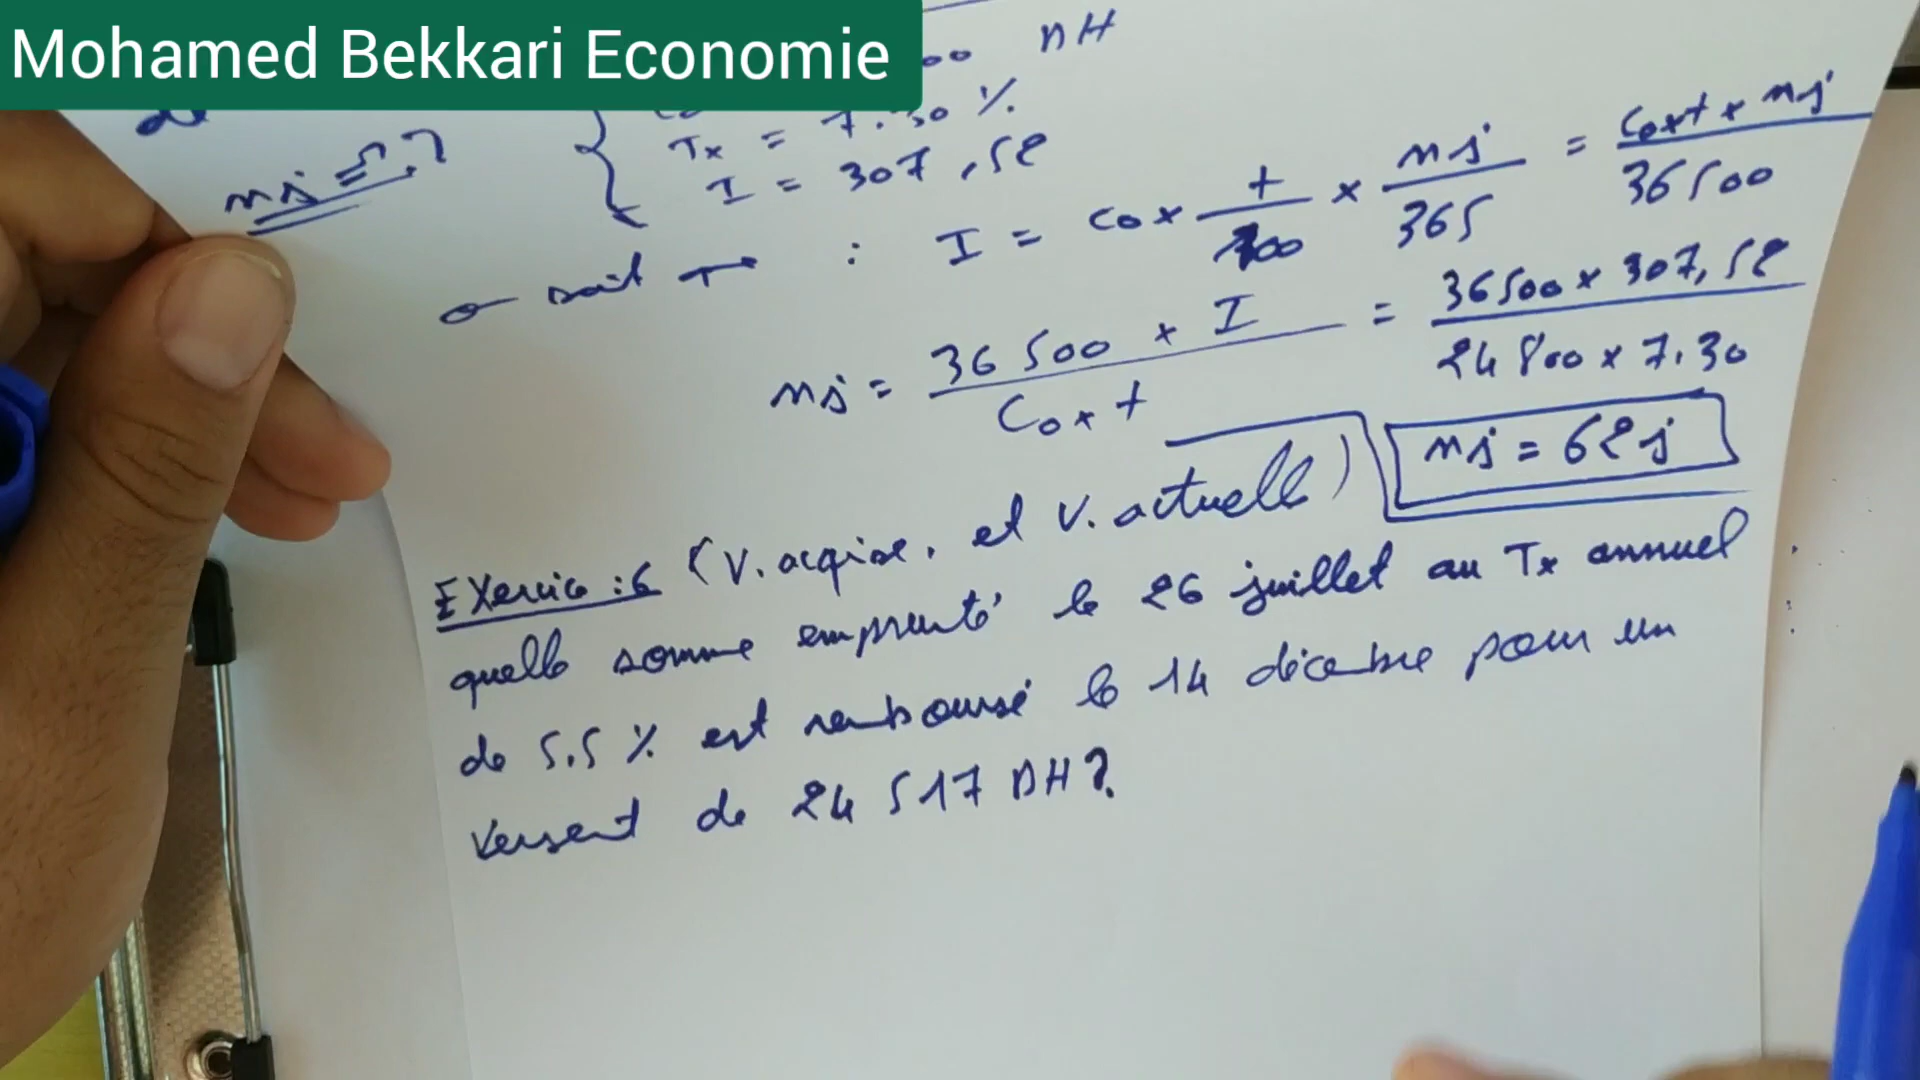 Mohamed Bekkari Economie
00 DH
de
Tx = 7.30 %
nj = ??
I = 307,52
on sait que : I = Co x t/100 x nj/365 = Co x t x nj/36500
nj = 36500 x I/Co x t = 36500 x 307,52/24800 x 7.30
nj = 62j
EXercice : 6 (V. acquise. et V. actuelle)
quelle somme emprunté le 26 juillet au Tx annuel
de 5.5 % est remboursé le 14 décembre pour un
versent de 24 517 DH?